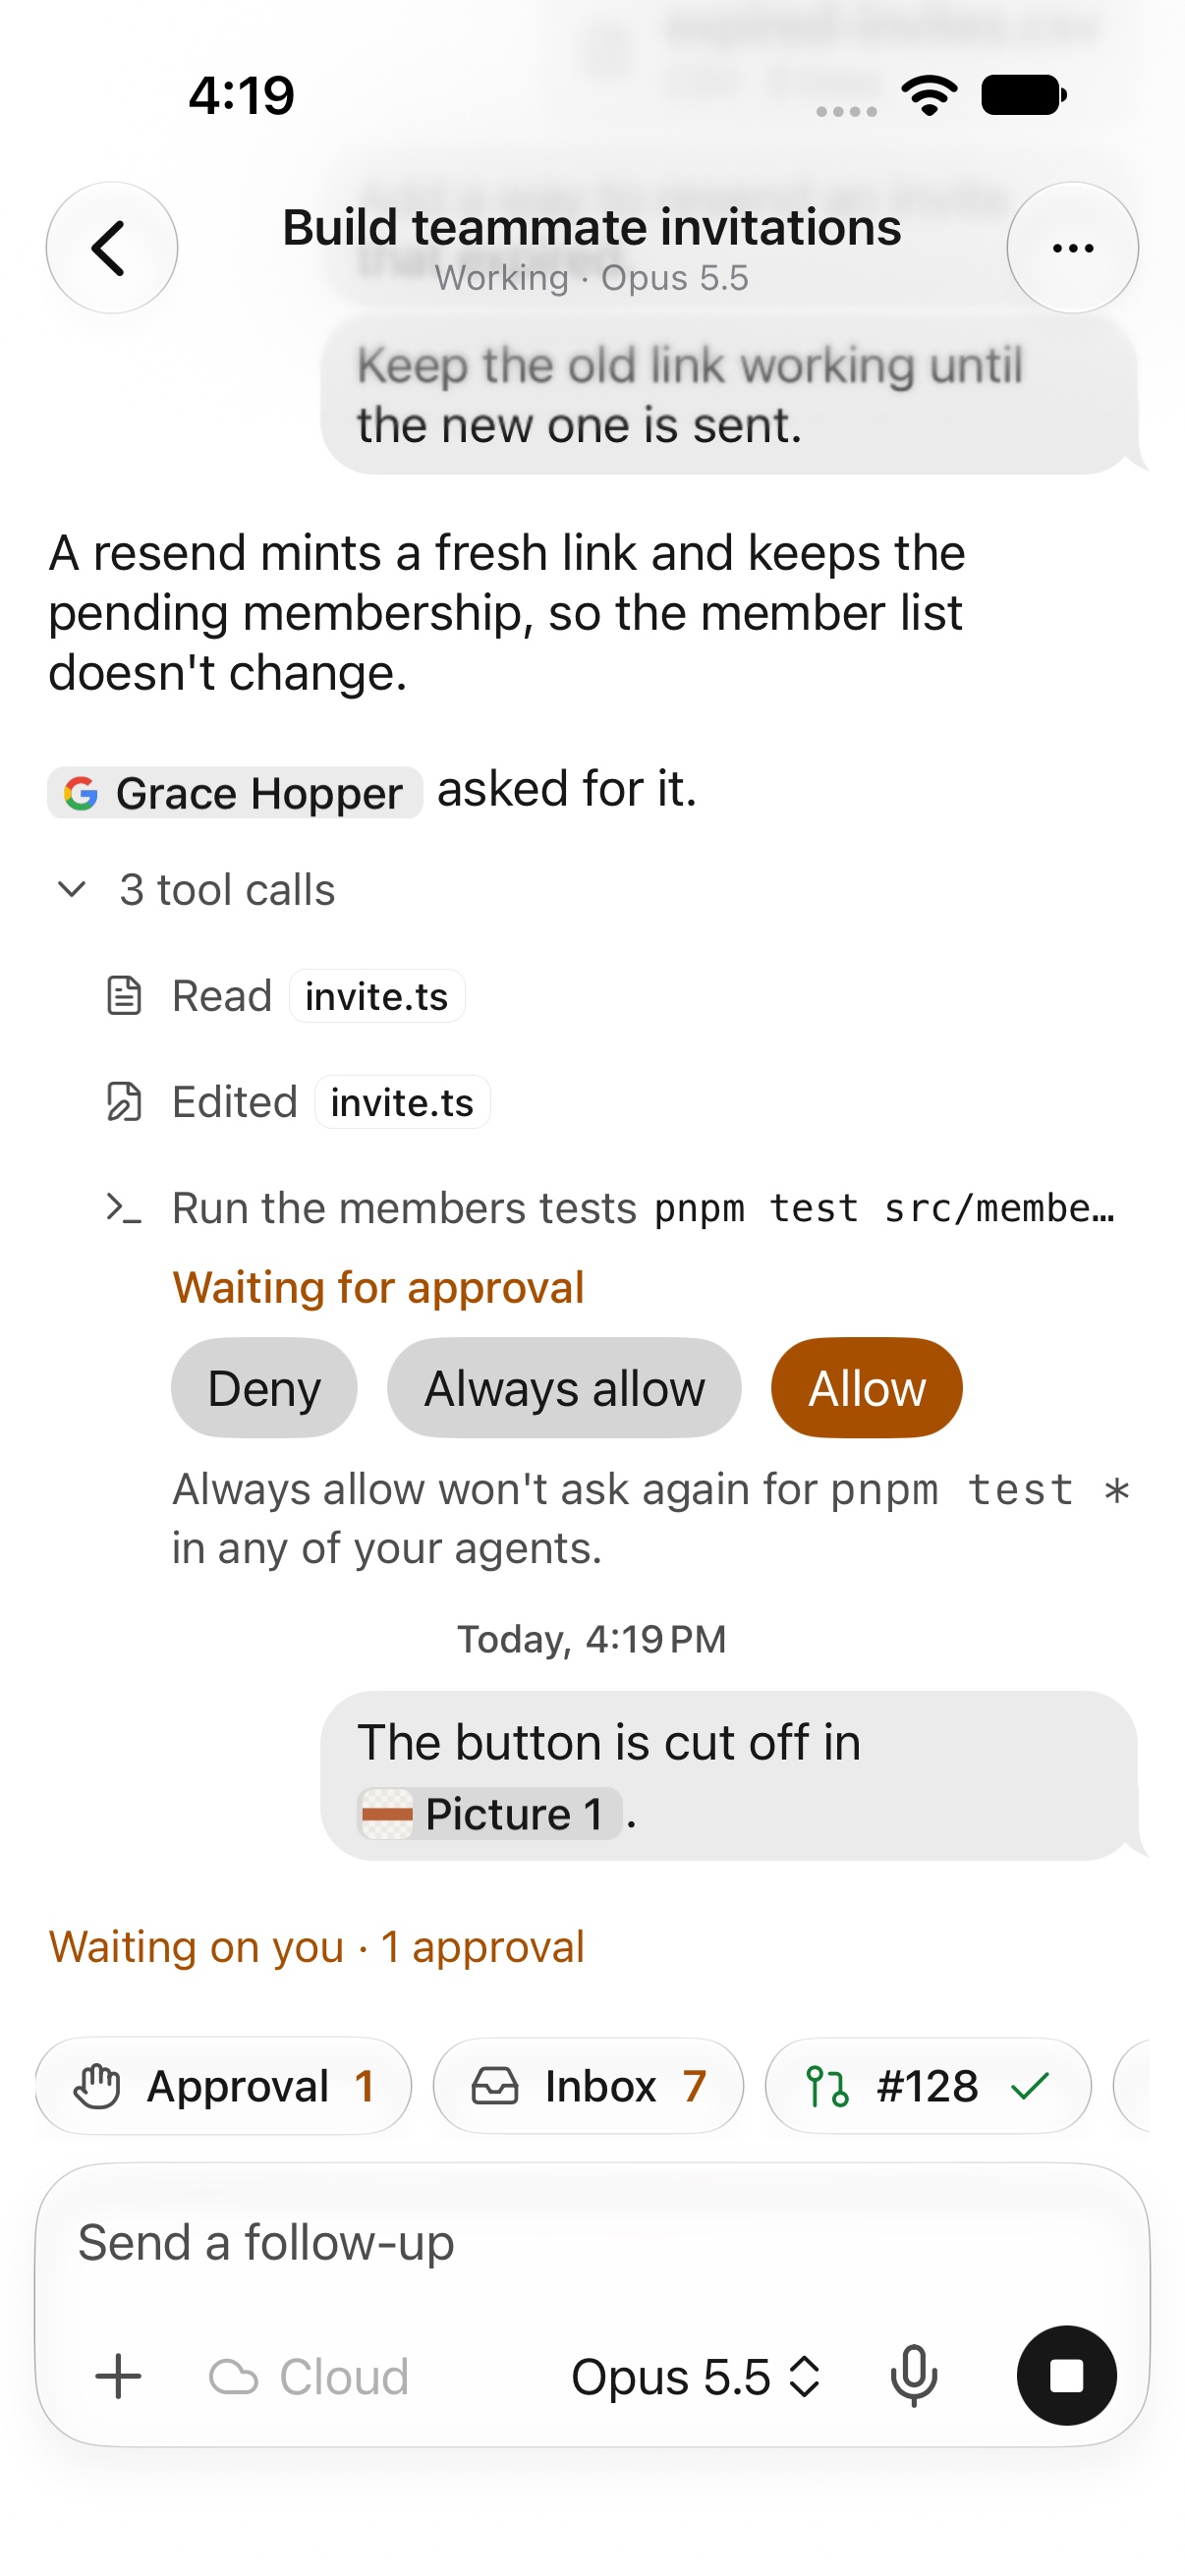 4:19
Build teammate invitations
Working · Opus 5.5
Keep the old link working until
the new one is sent.
A resend mints a fresh link and keeps the
pending membership, so the member list
doesn't change.
Grace Hopper asked for it.
3 tool calls
Read invite.ts
Edited invite.ts
Run the members tests pnpm test src/membe…
Waiting for approval
Deny Always allow Allow
Always allow won't ask again for pnpm test *
in any of your agents.
Today, 4:19 PM
The button is cut off in
Picture 1 .
Waiting on you · 1 approval
Approval 1 Inbox 7 #128
Send a follow-up
Cloud Opus 5.5